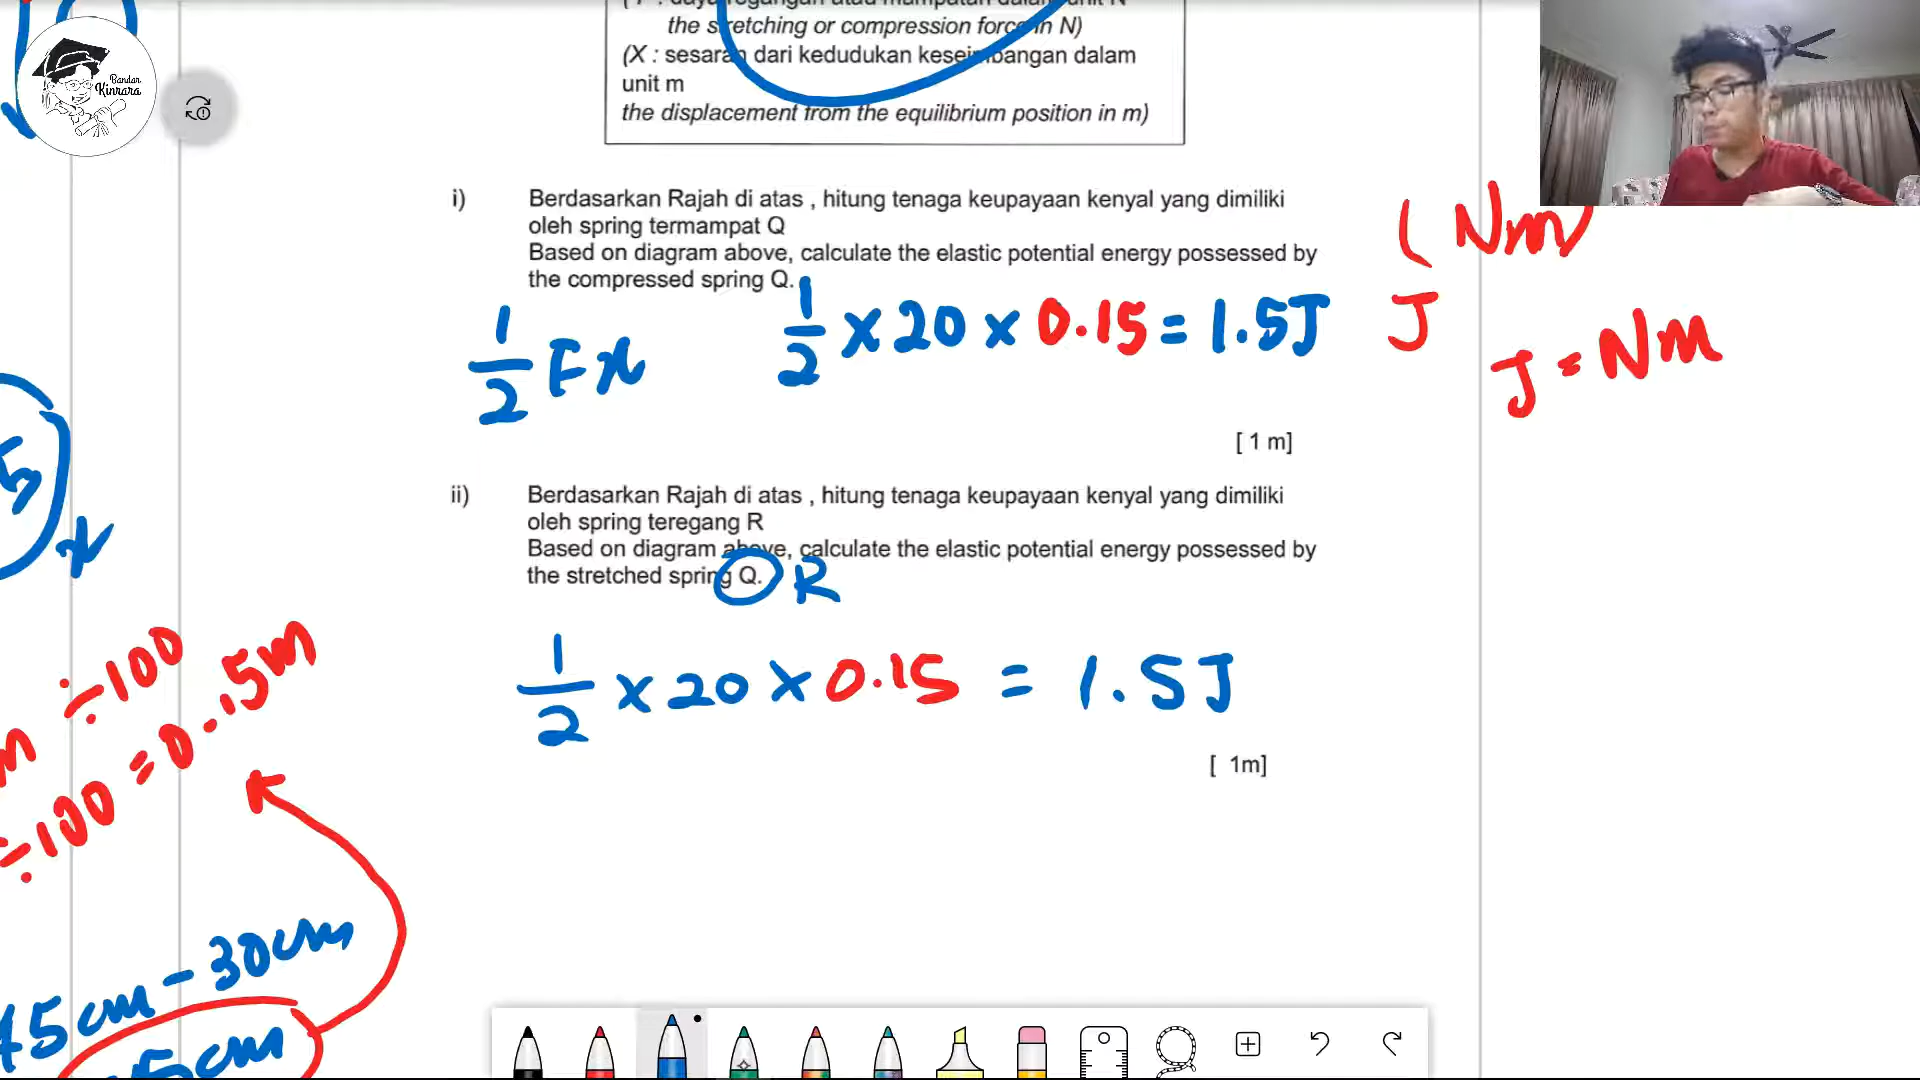 Bandar
Kinrara
the stretching or compression force in N)
(X : sesaran dari kedudukan keseimbangan dalam
unit m
the displacement from the equilibrium position in m)
i) Berdasarkan Rajah di atas , hitung tenaga keupayaan kenyal yang dimiliki
oleh spring termampat Q
Based on diagram above, calculate the elastic potential energy possessed by
the compressed spring Q.
(Nm)
1/2 Fx
1/2 × 20 × 0.15 = 1.5J
J
J = Nm
[ 1 m]
5
x
ii) Berdasarkan Rajah di atas , hitung tenaga keupayaan kenyal yang dimiliki
oleh spring teregang R
Based on diagram above, calculate the elastic potential energy possessed by
the stretched spring Q. R
1/2 × 20 × 0.15 = 1.5J
[ 1m]
÷100
÷100 = 0.15m
45cm - 30cm
15cm